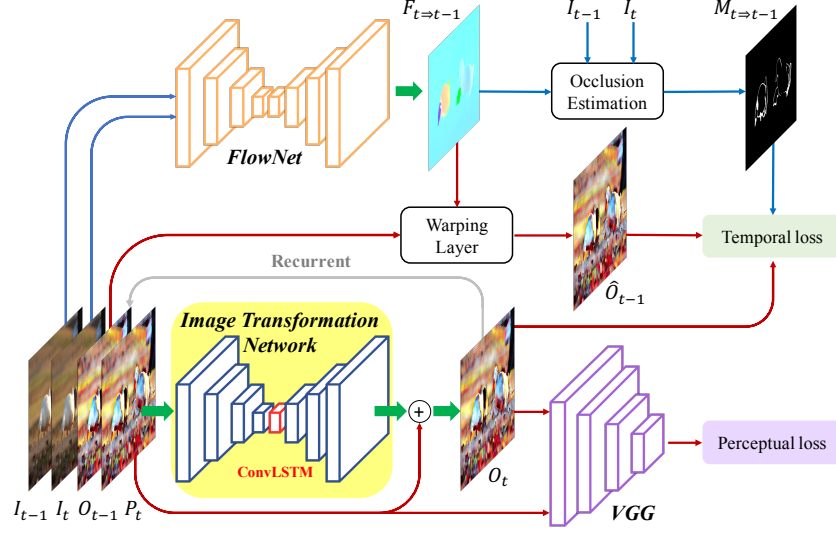 F_{t⇒t−1}
I_{t−1}
I_t
M_{t⇒t−1}
Occlusion
Estimation
FlowNet
Warping
Layer
Temporal loss
Recurrent
Ô_{t−1}
Image Transformation
Network
+
ConvLSTM
O_t
Perceptual loss
I_{t−1} I_t O_{t−1} P_t
VGG